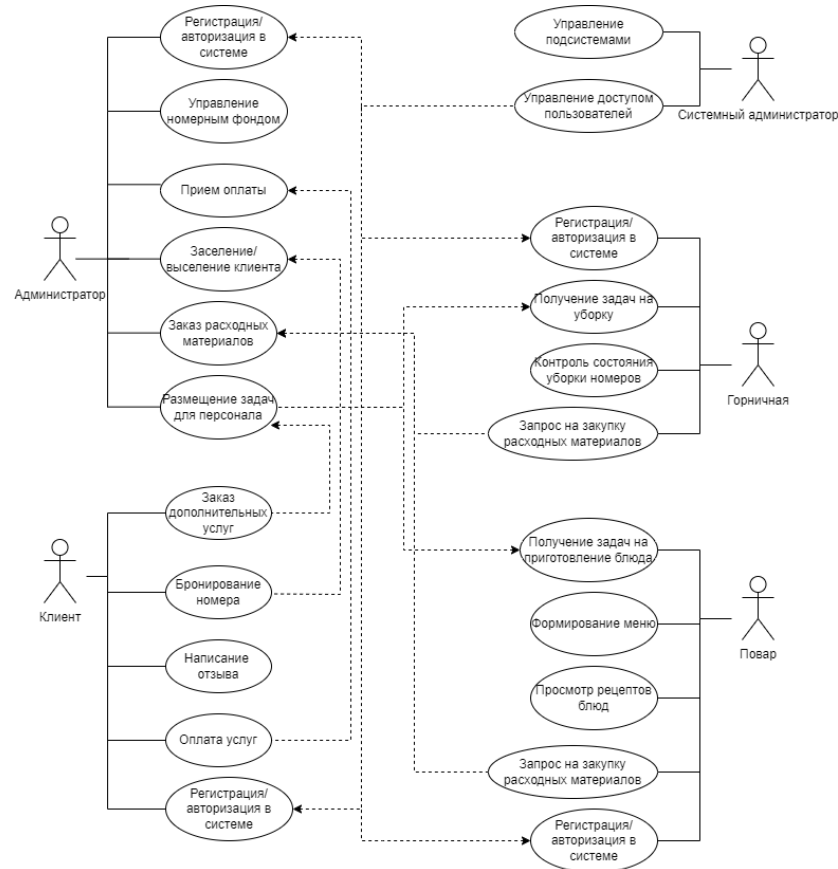 Регистрация/
авторизация в
системе
Управление
номерным фондом
Прием оплаты
Заселение/
выселение клиента
Администратор
Заказ расходных
материалов
Размещение задач
для персонала
Заказ
дополнительных
услуг
Бронирование
номера
Клиент
Написание
отзыва
Оплата услуг
Регистрация/
авторизация в
системе
Управление
подсистемами
Управление доступом
пользователей
Системный администратор
Регистрация/
авторизация в
системе
Получение задач на
уборку
Контроль состояния
уборки номеров
Горничная
Запрос на закупку
расходных материалов
Получение задач на
приготовление блюда
Формирование меню
Повар
Просмотр рецептов
блюд
Запрос на закупку
расходных материалов
Регистрация/
авторизация в
системе